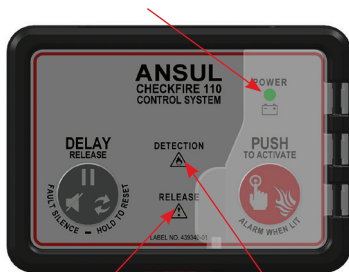 ANSUL
CHECKFIRE 110
CONTROL SYSTEM
POWER
DELAY
RELEASE
FAULT SILENCE – HOLD TO RESET
DETECTION
RELEASE
PUSH
TO ACTIVATE
ALARM WHEN LIT
LABEL NO. 439340-01